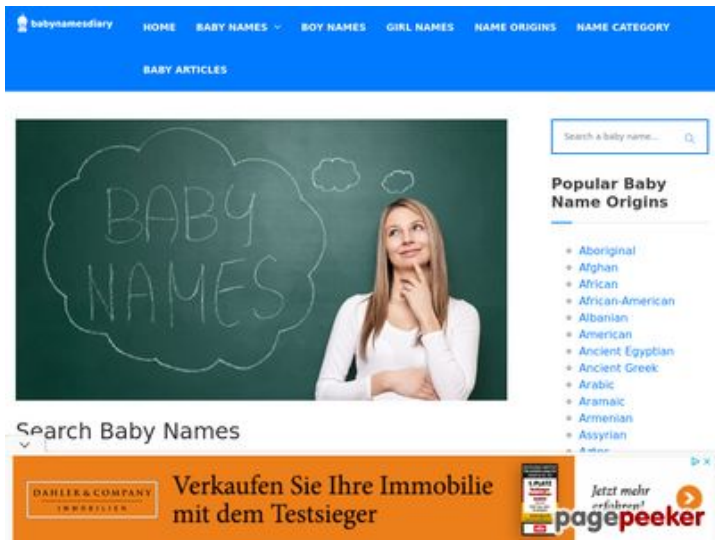 babynamesdiary
HOME BABY NAMES BOY NAMES GIRL NAMES NAME ORIGINS NAME CATEGORY
BABY ARTICLES
BABY
NAMES
Search a baby name...
Popular Baby
Name Origins
Aboriginal
Afghan
African
African-American
Albanian
American
Ancient Egyptian
Ancient Greek
Arabic
Aramaic
Armenian
Assyrian
Search Baby Names
DAHLER & COMPANY
IMMOBILIEN
Verkaufen Sie Ihre Immobilie
mit dem Testsieger
1. PLATZ
Jetzt mehr
erfahren!
pagepeeker